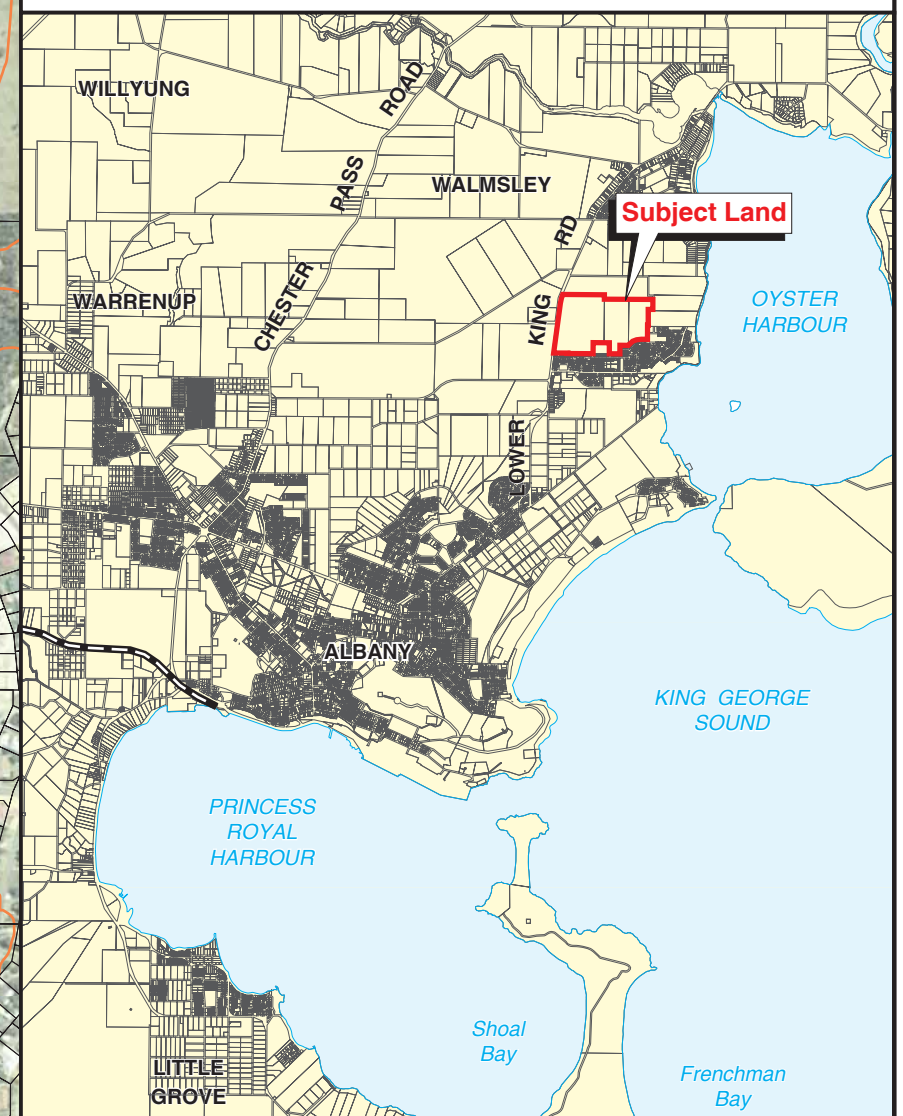 WILLYUNG
ROAD
PASS
WALMSLEY
Subject Land
RD
WARRENUP
CHESTER
KING
OYSTER
HARBOUR
LOWER
ALBANY
KING GEORGE
SOUND
PRINCESS
ROYAL
HARBOUR
Shoal
Bay
LITTLE
GROVE
Frenchman
Bay